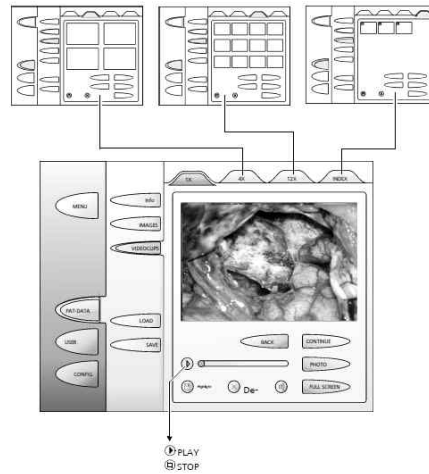 1X
4X
12X
INDEX
MENU
Info
IMAGES
VIDEOCLIPS
PAT-DATA
LOAD
USB
SAVE
CONFIG.
BACK
CONTINUE
PHOTO
De-
FULL SCREEN
PLAY
STOP